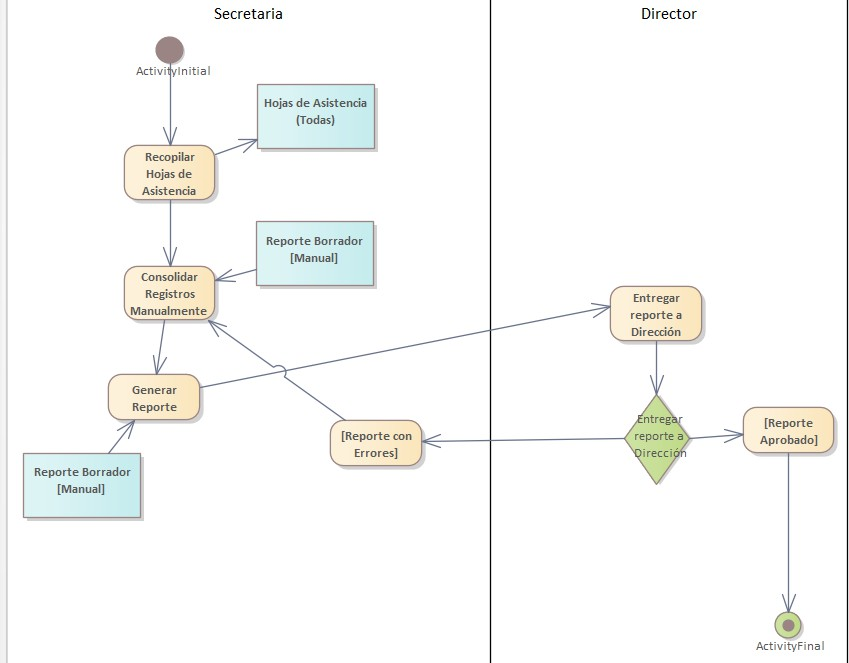 Secretaria
Director
ActivityInitial
Hojas de Asistencia
(Todas)
Recopilar
Hojas de
Asistencia
Reporte Borrador
[Manual]
Consolidar
Registros
Manualmente
Entregar
reporte a
Dirección
Generar
Reporte
[Reporte con
Errores]
Entregar
reporte a
Dirección
[Reporte
Aprobado]
Reporte Borrador
[Manual]
ActivityFinal